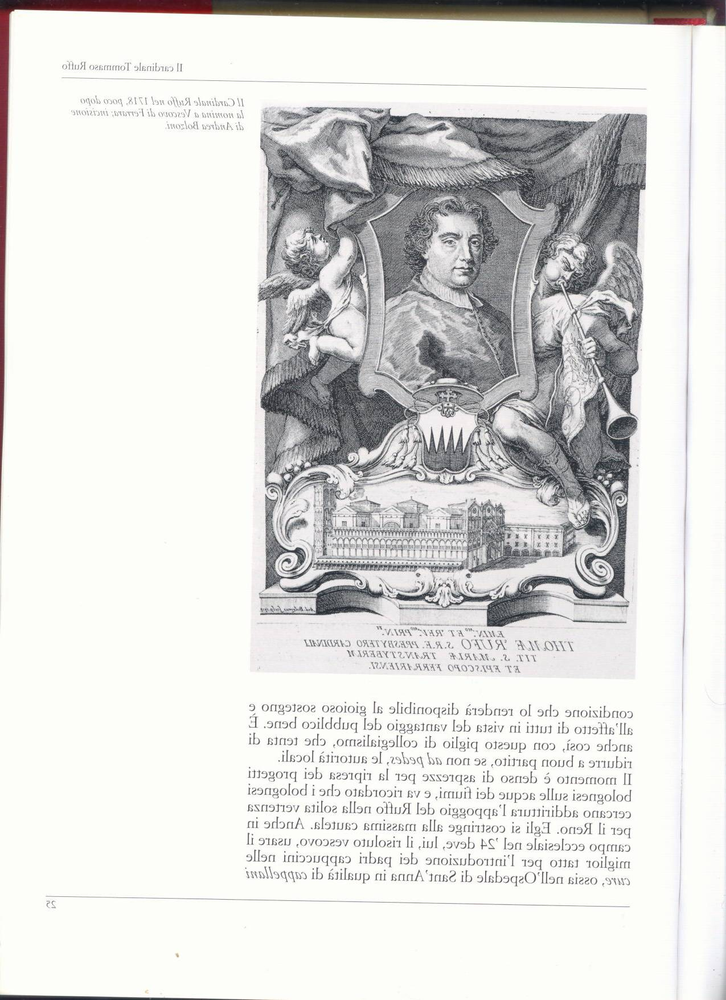 Il cardinale Tommaso Ruffo
Il Cardinale Ruffo nel 1718, poco dopo
la nomina a Vescovo di Ferrara; incisione
di Andrea Bolzoni.
EMIN.MO ET REV.MO PRIN.PI
THOMÆ RUFO S.R.E. PRESBYTERO CARDINALI
TIT. S. MARIÆ TRANSTYBERIM
ET EPISCOPO FERRARIENSI.
condizione che lo renderá disponibile al gioioso sostegno e
all'affetto di tutti in vista del vantaggio del pubblico bene. É
anche cosí, con questo piglio di collegialismo, che tenta di
ridurre a buon partito, se non ad pedes, le autoritá locali.
Il momento é denso di asprezze per la ripresa dei progetti
bolognesi sulle acque dei fiumi, e va ricordato che i bolognesi
cercano addirittura l'appoggio del Ruffo nella solita vertenza
per il Reno. Egli si costringe alla massima cautela. Anche in
campo ecclesiale nel '24 deve, lui, il risoluto vescovo, usare il
miglior tatto per l'introduzione dei padri cappuccini nelle
cure, ossia nell'Ospedale di Sant'Anna in qualitá di cappellani
25